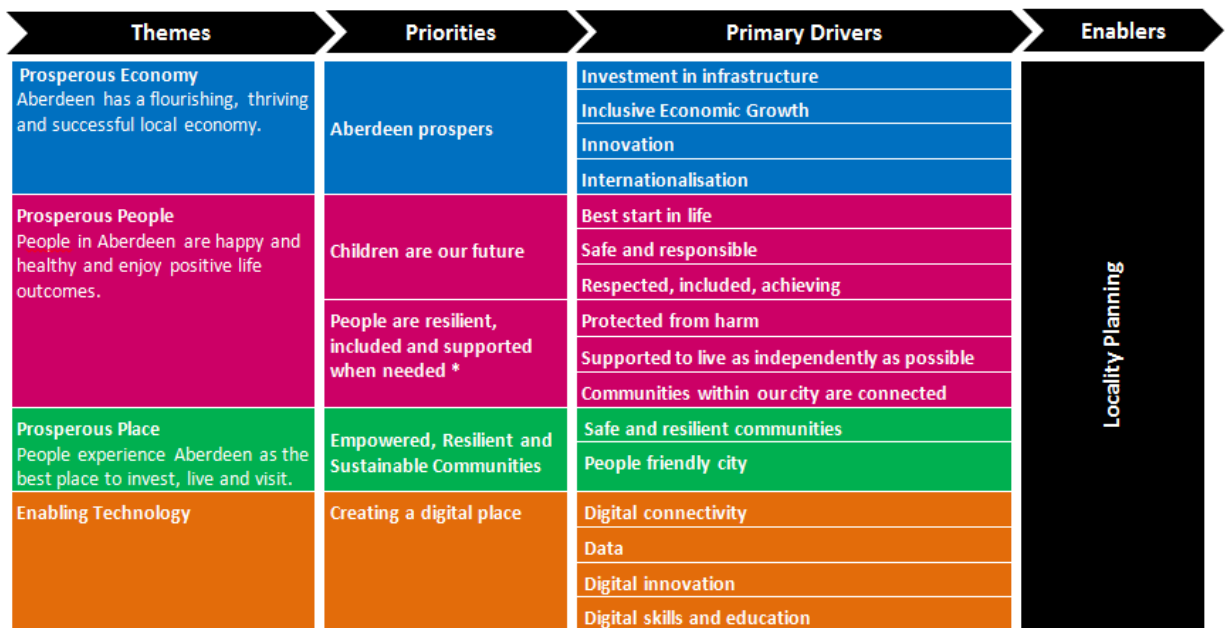 Themes
Priorities
Primary Drivers
Enablers
Prosperous Economy
Aberdeen has a flourishing, thriving
and successful local economy.
Aberdeen prospers
Investment in infrastructure
Inclusive Economic Growth
Innovation
Internationalisation
Prosperous People
People in Aberdeen are happy and
healthy and enjoy positive life
outcomes.
Children are our future
Best start in life
Safe and responsible
Respected, included, achieving
People are resilient,
included and supported
when needed *
Protected from harm
Supported to live as independently as possible
Communities within our city are connected
Prosperous Place
People experience Aberdeen as the
best place to invest, live and visit.
Empowered, Resilient and
Sustainable Communities
Safe and resilient communities
People friendly city
Enabling Technology
Creating a digital place
Digital connectivity
Data
Digital innovation
Digital skills and education
Locality Planning